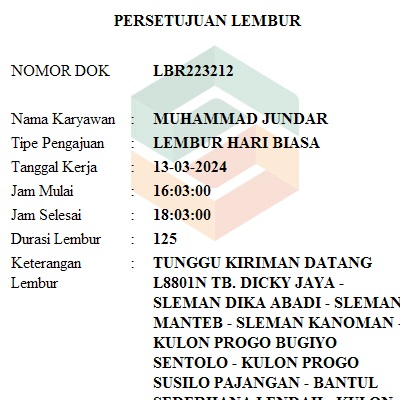 PERSETUJUAN LEMBUR
NOMOR DOK LBR223212
Nama Karyawan : MUHAMMAD JUNDAR
Tipe Pengajuan : LEMBUR HARI BIASA
Tanggal Kerja : 13-03-2024
Jam Mulai : 16:03:00
Jam Selesai : 18:03:00
Durasi Lembur : 125
Keterangan : TUNGGU KIRIMAN DATANG
Lembur L8801N TB. DICKY JAYA -
SLEMAN DIKA ABADI - SLEMAN
MANTEB - SLEMAN KANOMAN -
KULON PROGO BUGIYO
SENTOLO - KULON PROGO
SUSILO PAJANGAN - BANTUL